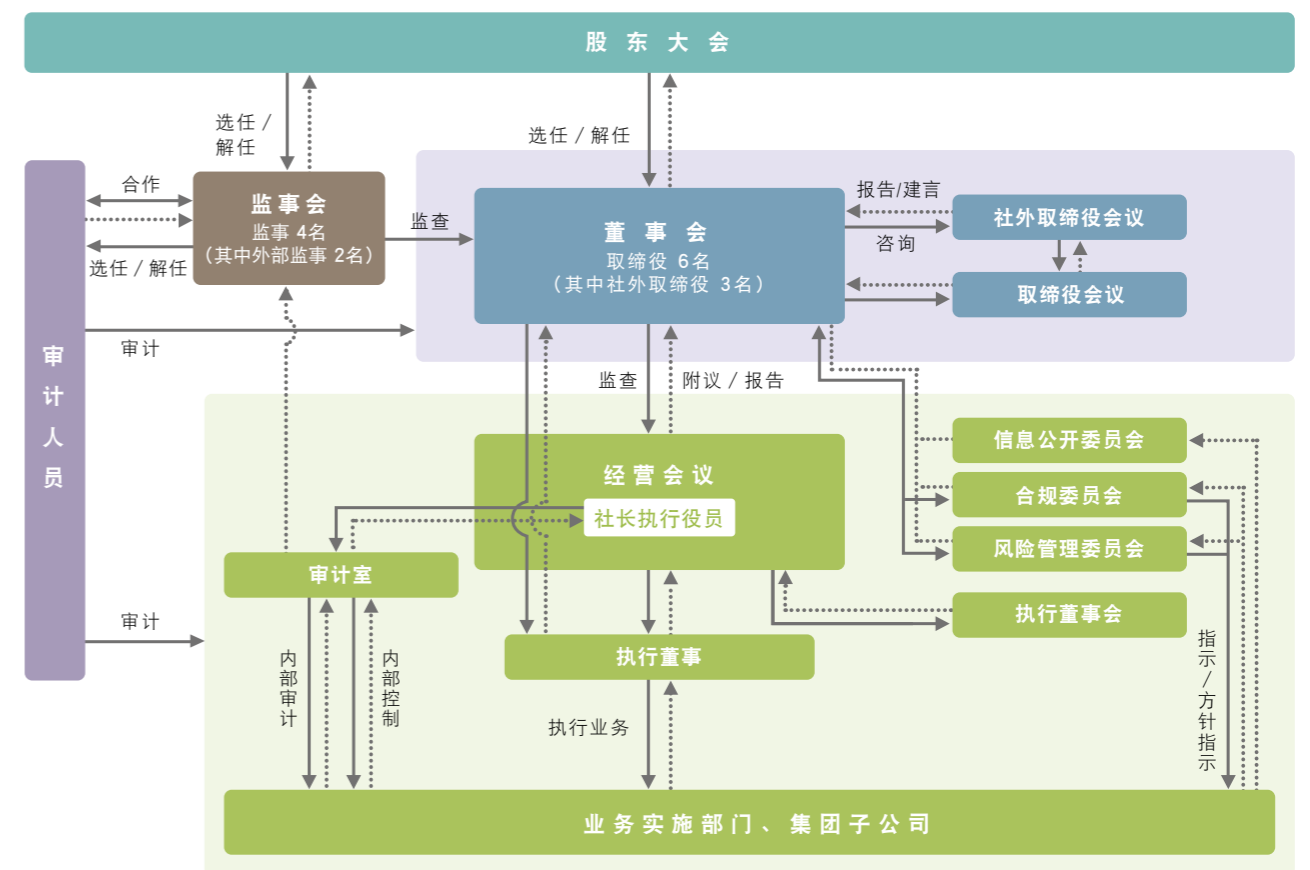 股东大会
选任 /
解任
选任 / 解任
合作
监事会
监事 4名
（其中外部监事 2名）
选任 / 解任
监查
董事会
取缔役 6名
（其中社外取缔役 3名）
报告/建言
咨询
社外取缔役会议
取缔役会议
审计人员
审计
监查
附议 / 报告
经营会议
社长执行役员
信息公开委员会
合规委员会
风险管理委员会
执行董事会
审计室
执行董事
审计
内部审计
内部控制
执行业务
指示/方针指示
业务实施部门、集团子公司